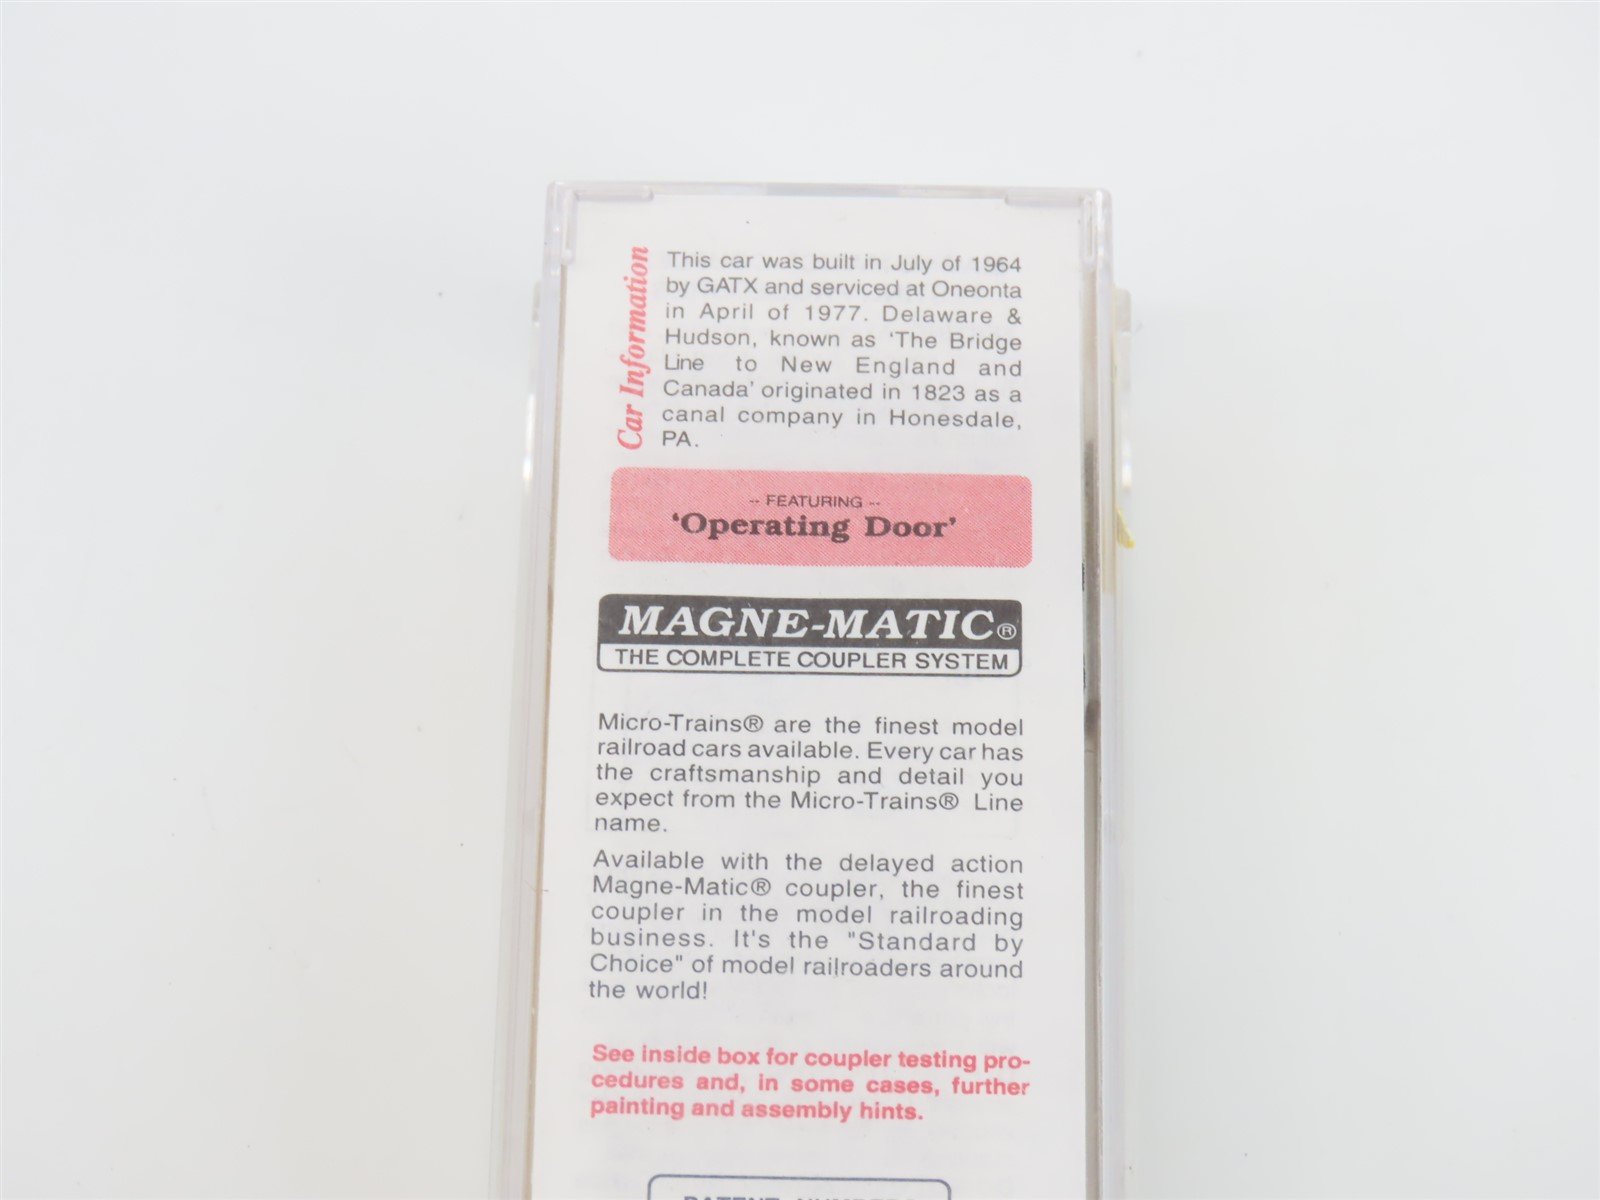 Car Information
This car was built in July of 1964
by GATX and serviced at Oneonta
in April of 1977. Delaware &
Hudson, known as ‘The Bridge
Line to New England and
Canada’ originated in 1823 as a
canal company in Honesdale,
PA.
-- FEATURING --
‘Operating Door’
MAGNE-MATIC®
THE COMPLETE COUPLER SYSTEM
Micro-Trains® are the finest model
railroad cars available. Every car has
the craftsmanship and detail you
expect from the Micro-Trains® Line
name.
Available with the delayed action
Magne-Matic® coupler, the finest
coupler in the model railroading
business. It's the "Standard by
Choice" of model railroaders around
the world!
See inside box for coupler testing pro-
cedures and, in some cases, further
painting and assembly hints.
PATENT NUMBERS